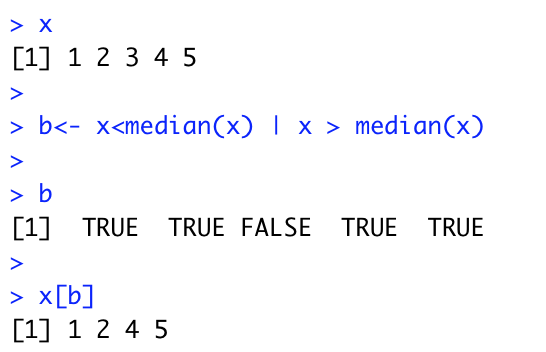 > x
[1] 1 2 3 4 5
>
> b<- x<median(x) | x > median(x)
>
> b
[1]  TRUE  TRUE FALSE  TRUE  TRUE
>
> x[b]
[1] 1 2 4 5